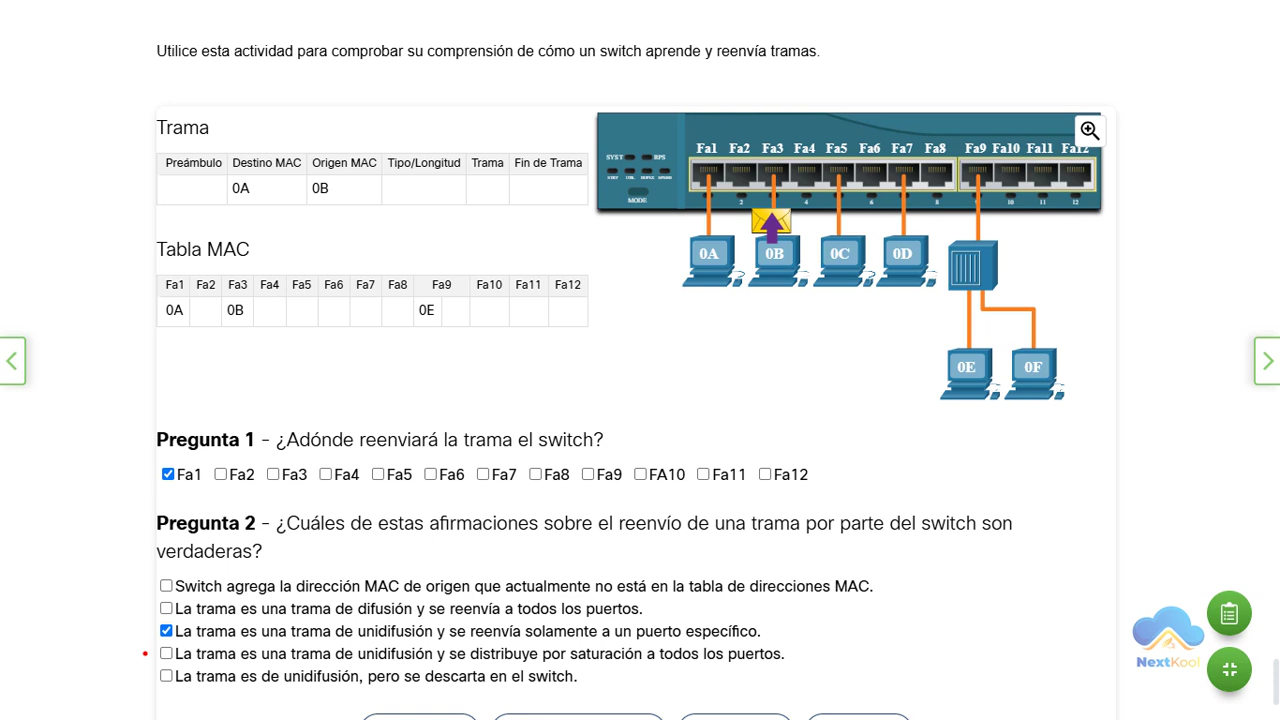 Utilice esta actividad para comprobar su comprensión de cómo un switch aprende y reenvía tramas.
Trama
Preámbulo Destino MAC Origen MAC Tipo/Longitud Trama Fin de Trama
0A 0B
Tabla MAC
Fa1 Fa2 Fa3 Fa4 Fa5 Fa6 Fa7 Fa8 Fa9 Fa10 Fa11 Fa12
0A 0B 0E
Fa1 Fa2 Fa3 Fa4 Fa5 Fa6 Fa7 Fa8 Fa9 Fa10 Fa11 Fa12
SYST RPS
MODE
2 4 6 8 10 11 12
0A 0B 0C 0D
0E 0F
Pregunta 1 - ¿Adónde reenviará la trama el switch?
Fa1 Fa2 Fa3 Fa4 Fa5 Fa6 Fa7 Fa8 Fa9 FA10 Fa11 Fa12
Pregunta 2 - ¿Cuáles de estas afirmaciones sobre el reenvío de una trama por parte del switch son
verdaderas?
Switch agrega la dirección MAC de origen que actualmente no está en la tabla de direcciones MAC.
La trama es una trama de difusión y se reenvía a todos los puertos.
La trama es una trama de unidifusión y se reenvía solamente a un puerto específico.
La trama es una trama de unidifusión y se distribuye por saturación a todos los puertos.
La trama es de unidifusión, pero se descarta en el switch.
NextKool